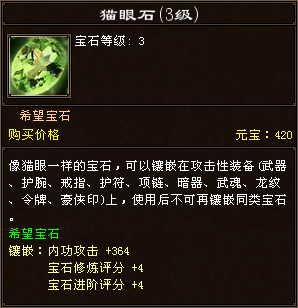 猫眼石(3级)
宝石等级: 3
希望宝石
购买价格 元宝: 420
像猫眼一样的宝石，可以镶嵌在攻击性装备(武器
、护腕、戒指、护符、项链、暗器、武魂、龙纹
、令牌、豪侠印)上，使用后不可再镶嵌同类宝石
。
希望宝石
镶嵌: 内功攻击 +364
宝石修炼评分 +4
宝石进阶评分 +4